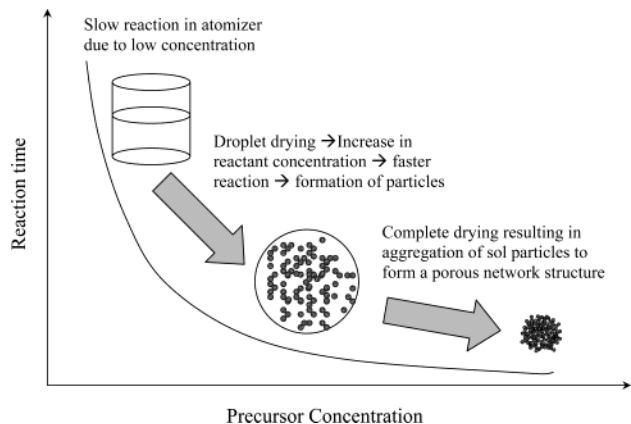 Slow reaction in atomizer
due to low concentration
Droplet drying →Increase in
reactant concentration → faster
reaction → formation of particles
Complete drying resulting in
aggregation of sol particles to
form a porous network structure
Reaction time
Precursor Concentration